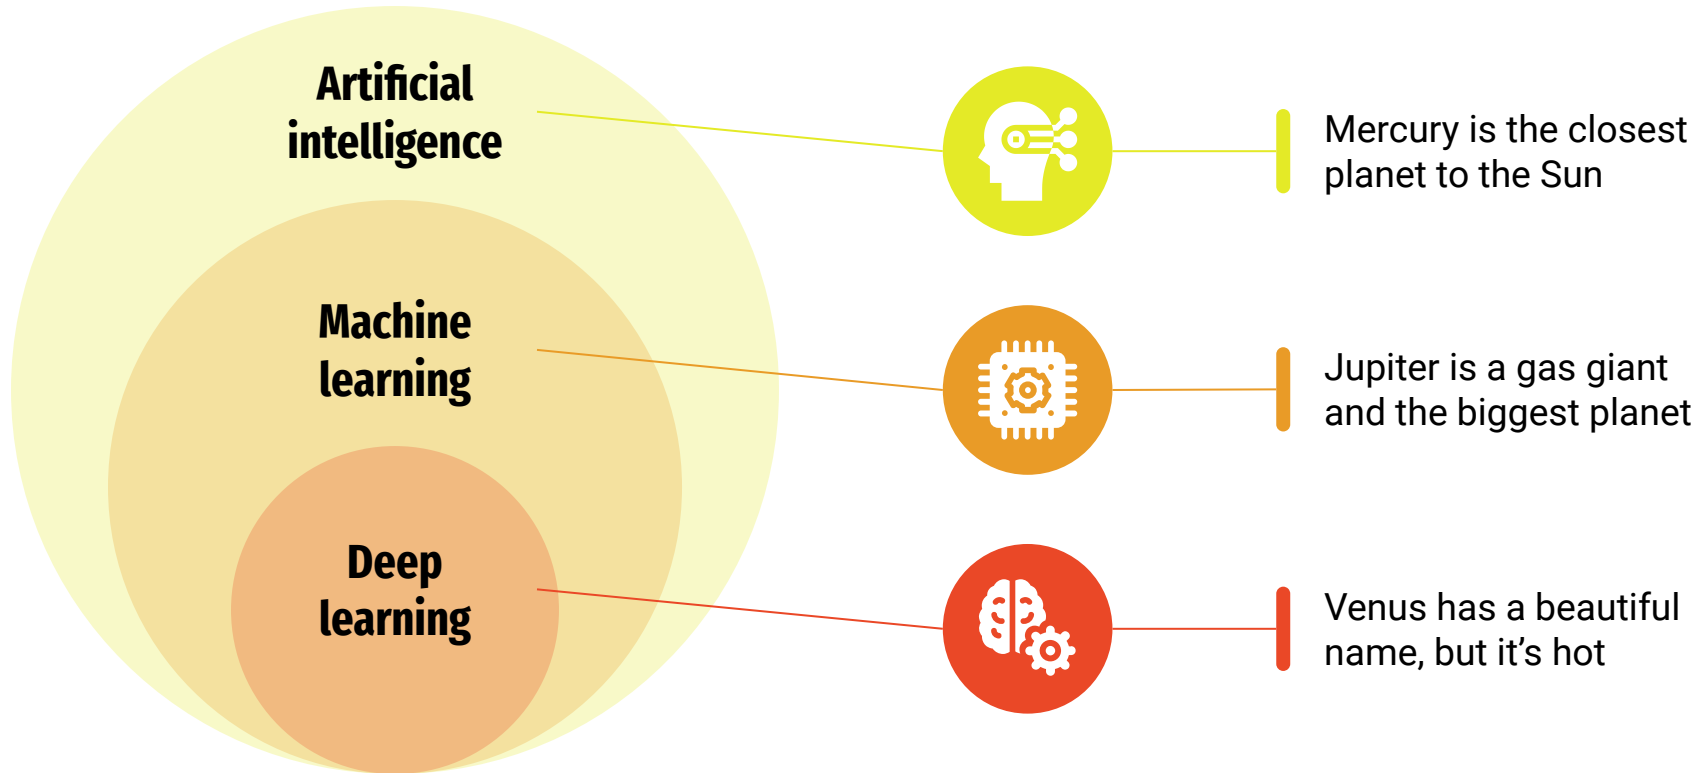 Artificial
intelligence
Mercury is the closest
planet to the Sun
Machine
learning
Jupiter is a gas giant
and the biggest planet
Deep
learning
Venus has a beautiful
name, but it’s hot